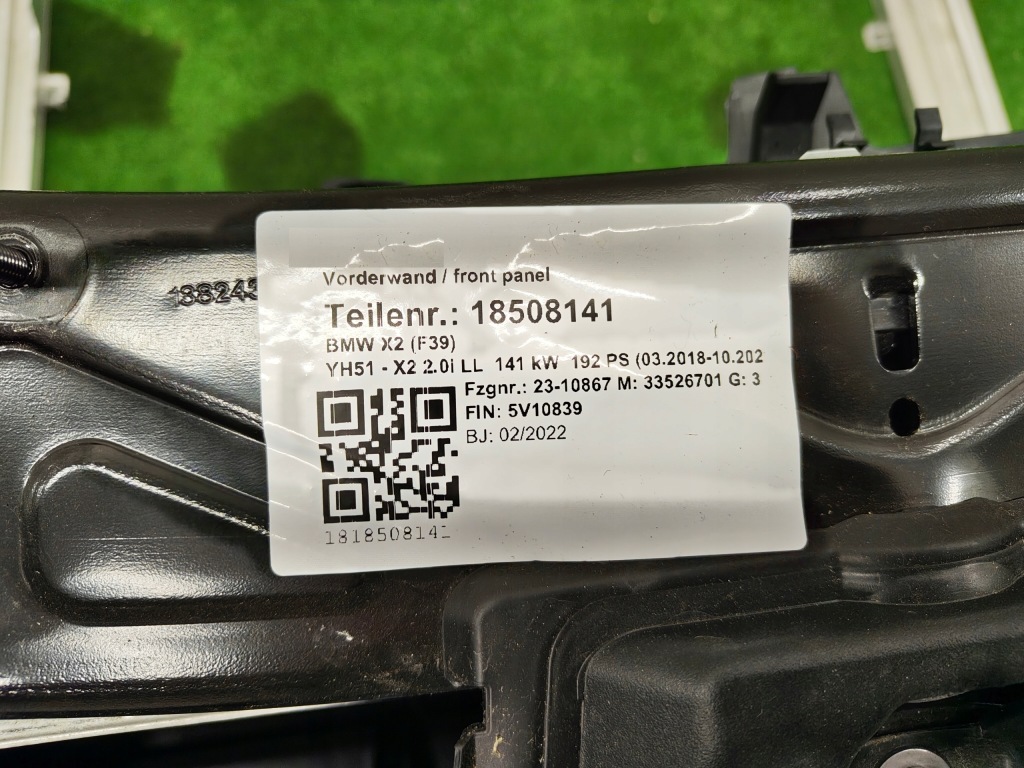 Vorderwand / front panel
Teilenr.: 18508141
BMW X2 (F39)
YH51 - X2 2.0i LL 141 kW 192 PS (03.2018-10.202
Fzgnr.: 23-10867 M: 33526701 G: 3
FIN: 5V10839
BJ: 02/2022
1818508141